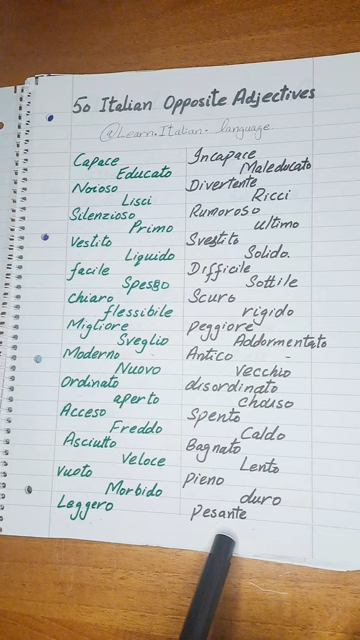 50 Italian Opposite Adjectives
@Learn.Italian.language
Capace Incapace
Educato Maleducato
Noioso Divertente
Lisci Ricci
Silenzioso Rumoroso
Primo ultimo
Vestito Svestito
Liquido Solido.
facile Difficile
Spesso Sottile
chiaro Scuro
flessibile rigido
Migliore peggiore
Sveglio Addormentato
Moderno Antico -
Nuovo vecchio
Ordinato disordinato
aperto chiuso
Acceso Spento
Freddo Caldo
Asciutto Bagnato
Veloce Lento
vuoto pieno
Morbido duro
Leggero pesante